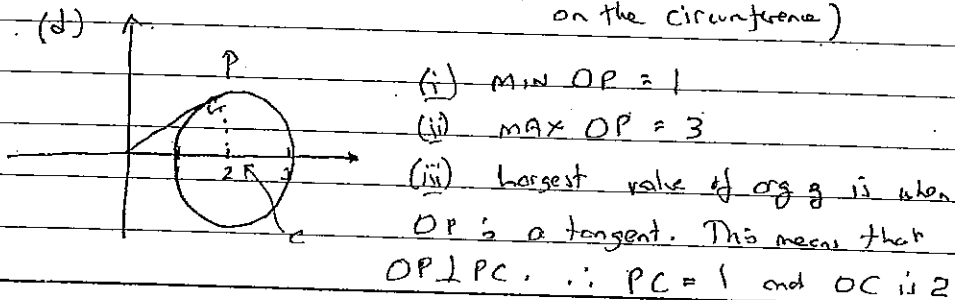 on the circumference)
(d)
P
(i) MIN OP = 1
(ii) MAX OP = 3
2 3
(iii) Largest value of arg z is when
c
OP is a tangent. This means that
OP ⊥ PC. ∴ PC = 1 and OC is 2